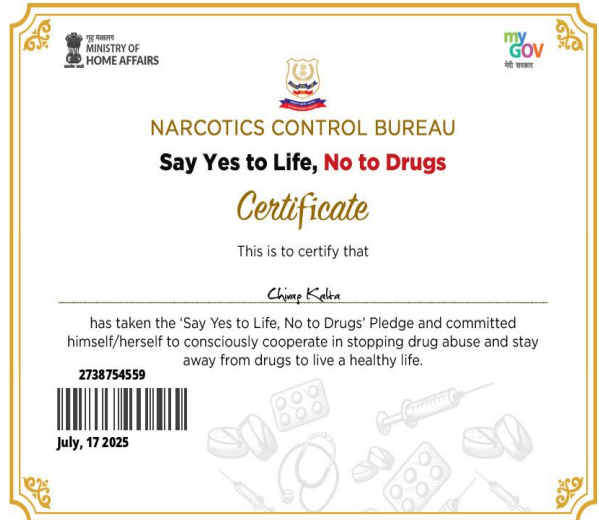 गृह मंत्रालय
MINISTRY OF
HOME AFFAIRS
my
GOV
मेरी सरकार
NARCOTICS CONTROL BUREAU
Say Yes to Life, No to Drugs
Certificate
This is to certify that
Chirag Kalra
has taken the ‘Say Yes to Life, No to Drugs’ Pledge and committed
himself/herself to consciously cooperate in stopping drug abuse and stay
away from drugs to live a healthy life.
2738754559
July, 17 2025